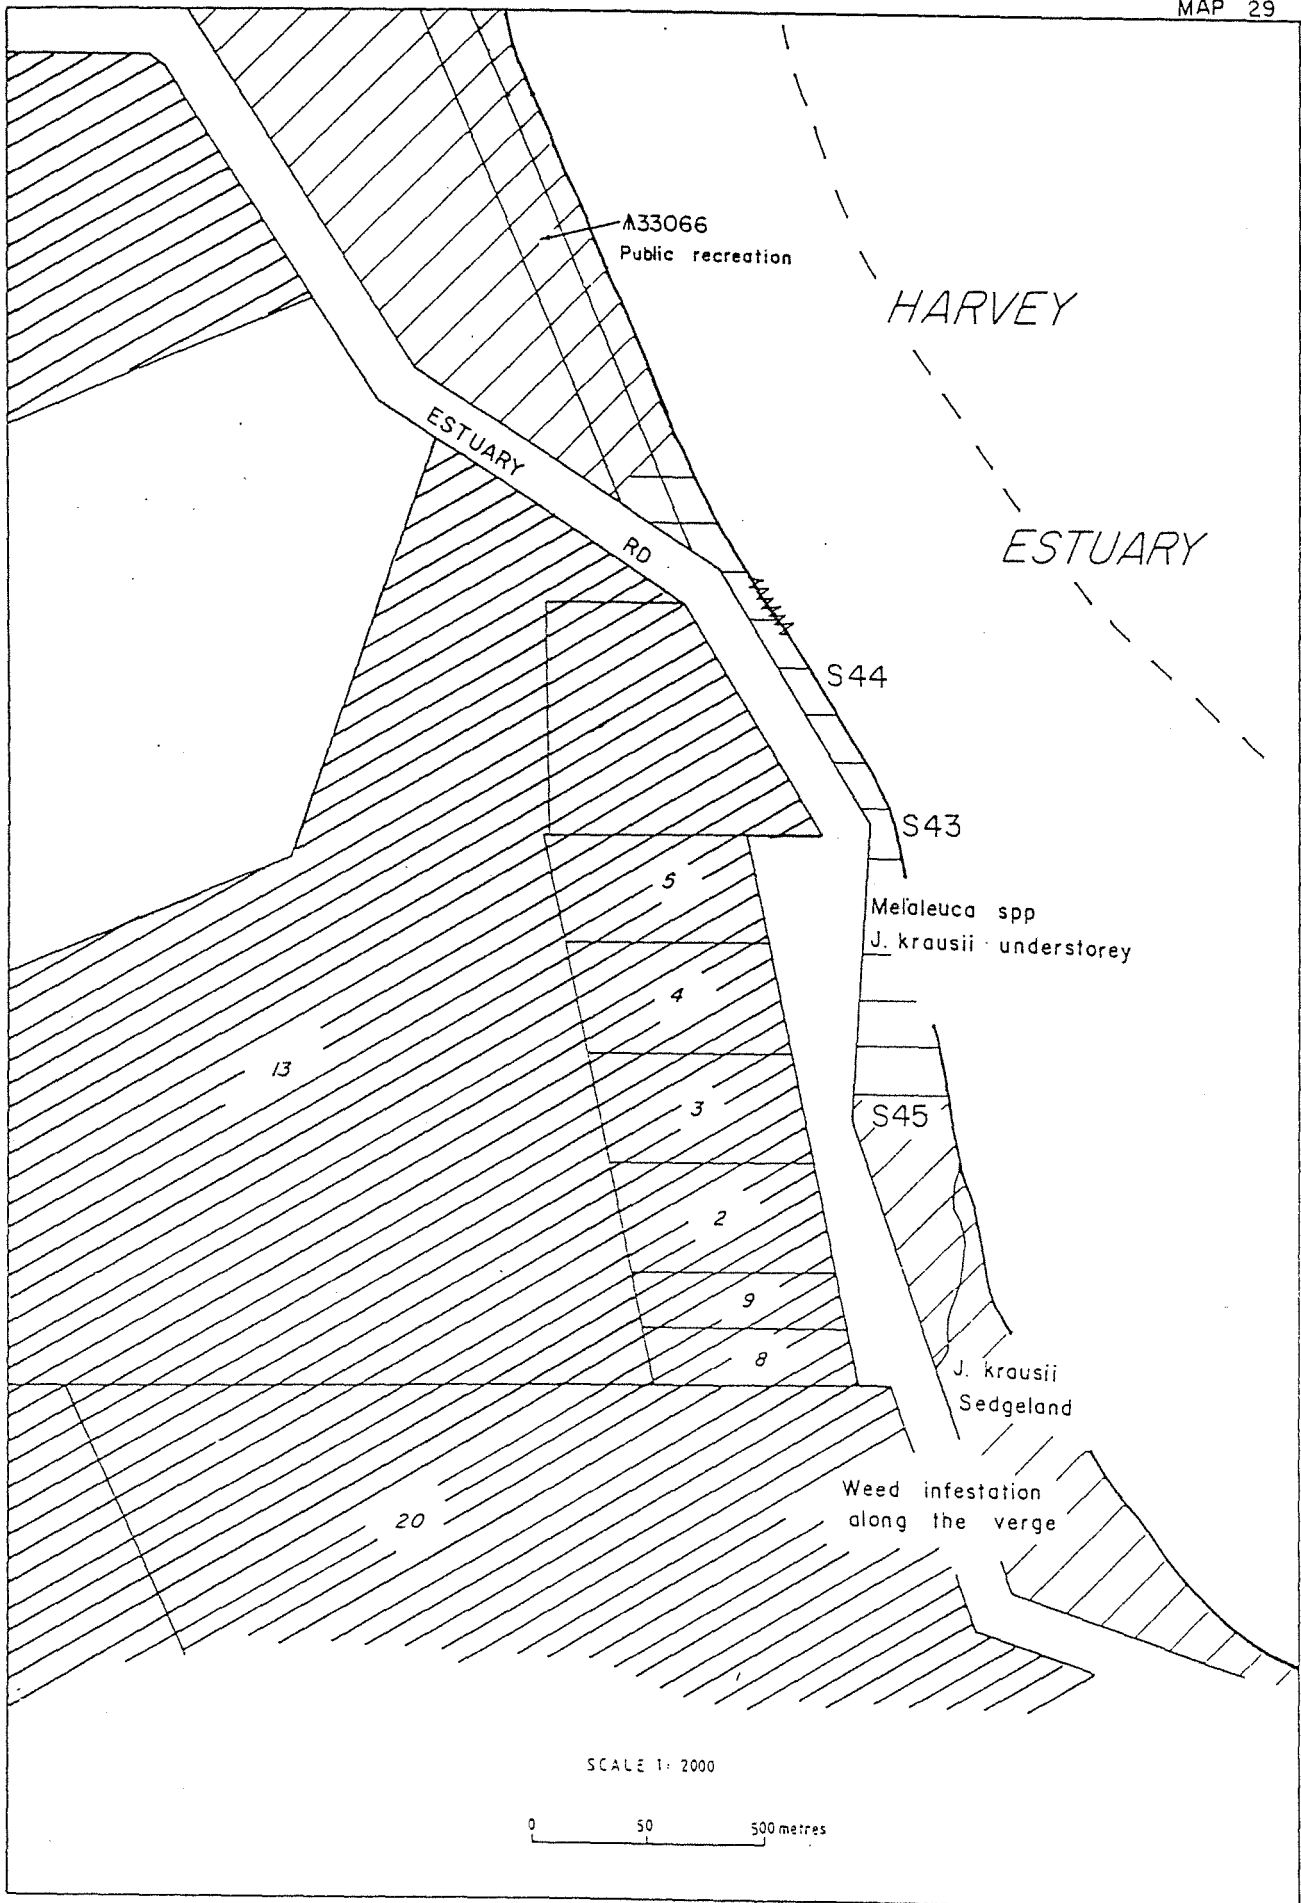 MAP 29
⩚33066
Public recreation
HARVEY
ESTUARY
ESTUARY RD
S44
S43
5
Melaleuca spp
J. krausii understorey
4
13
3
S45
2
9
8
J. krausii
Sedgeland
Weed infestation
along the verge
20
SCALE 1: 2000
0 50 500 metres